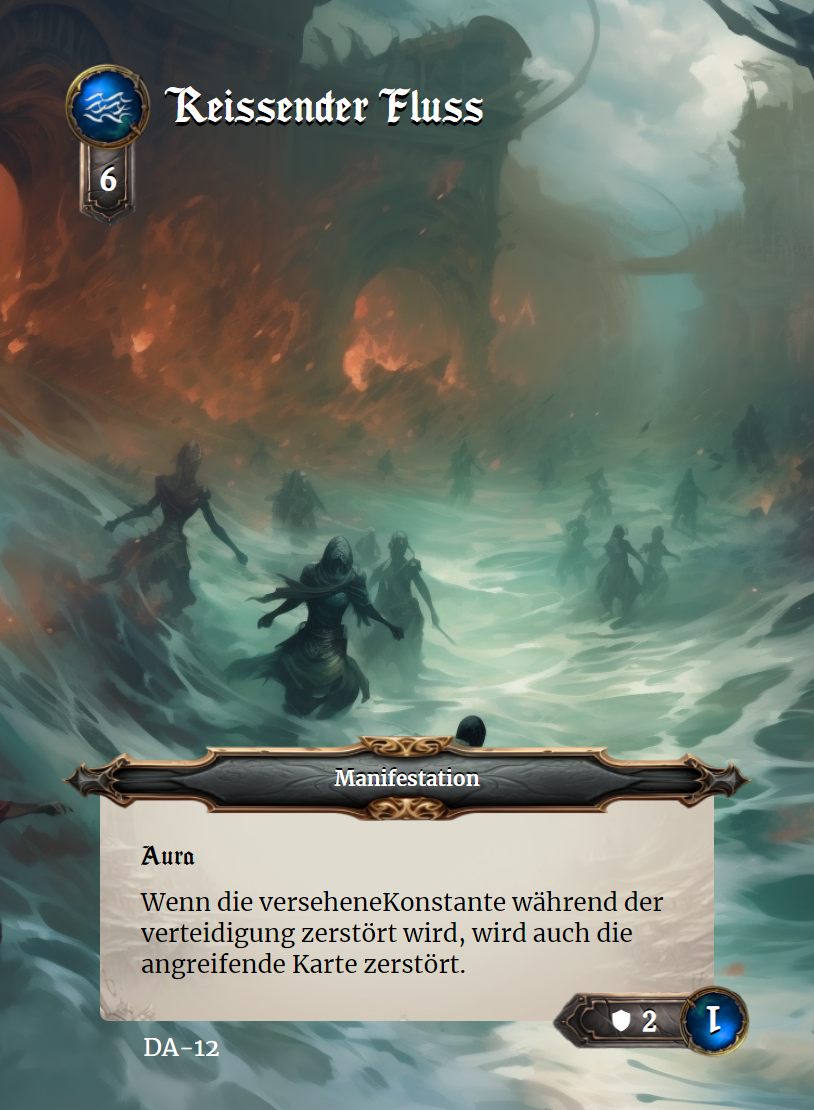 Reissender Fluss
6
Manifestation
Aura
Wenn die verseheneKonstante während der
verteidigung zerstört wird, wird auch die
angreifende Karte zerstört.
2
1
DA-12